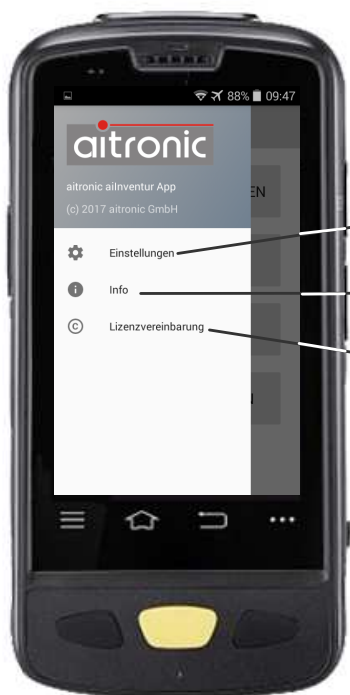 88% 09:47
aitronic
aitronic aiInventur App
(c) 2017 aitronic GmbH
EN
Einstellungen
Info
Lizenzvereinbarung
N